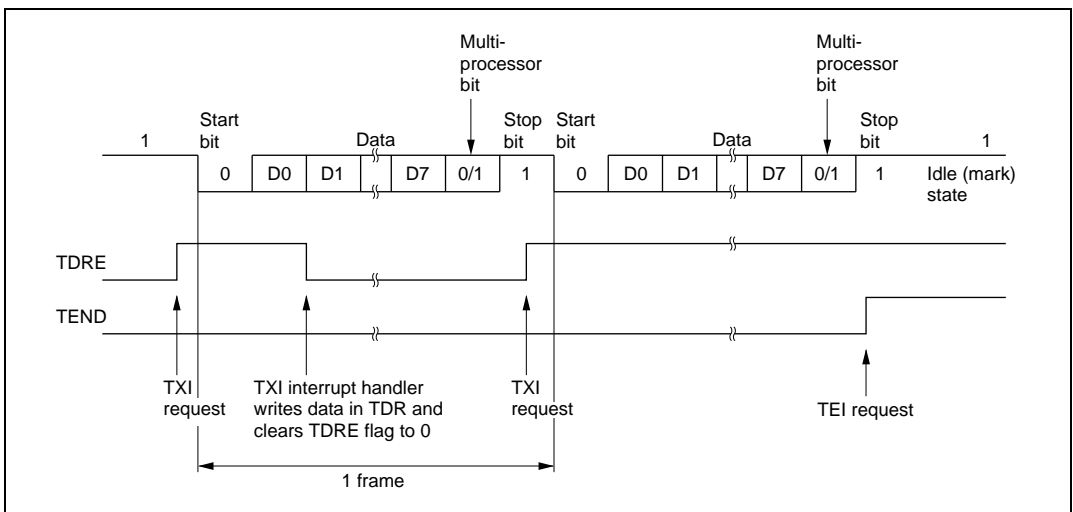 Multi-
processor
bit
Multi-
processor
bit
1
Start
bit
Data
Stop
bit
Start
bit
Data
Stop
bit
1
0 D0 D1 D7 0/1 1 0 D0 D1 D7 0/1 1 Idle (mark)
state
TDRE
TEND
TXI
request
TXI interrupt handler
writes data in TDR and
clears TDRE flag to 0
TXI
request
TEI request
1 frame